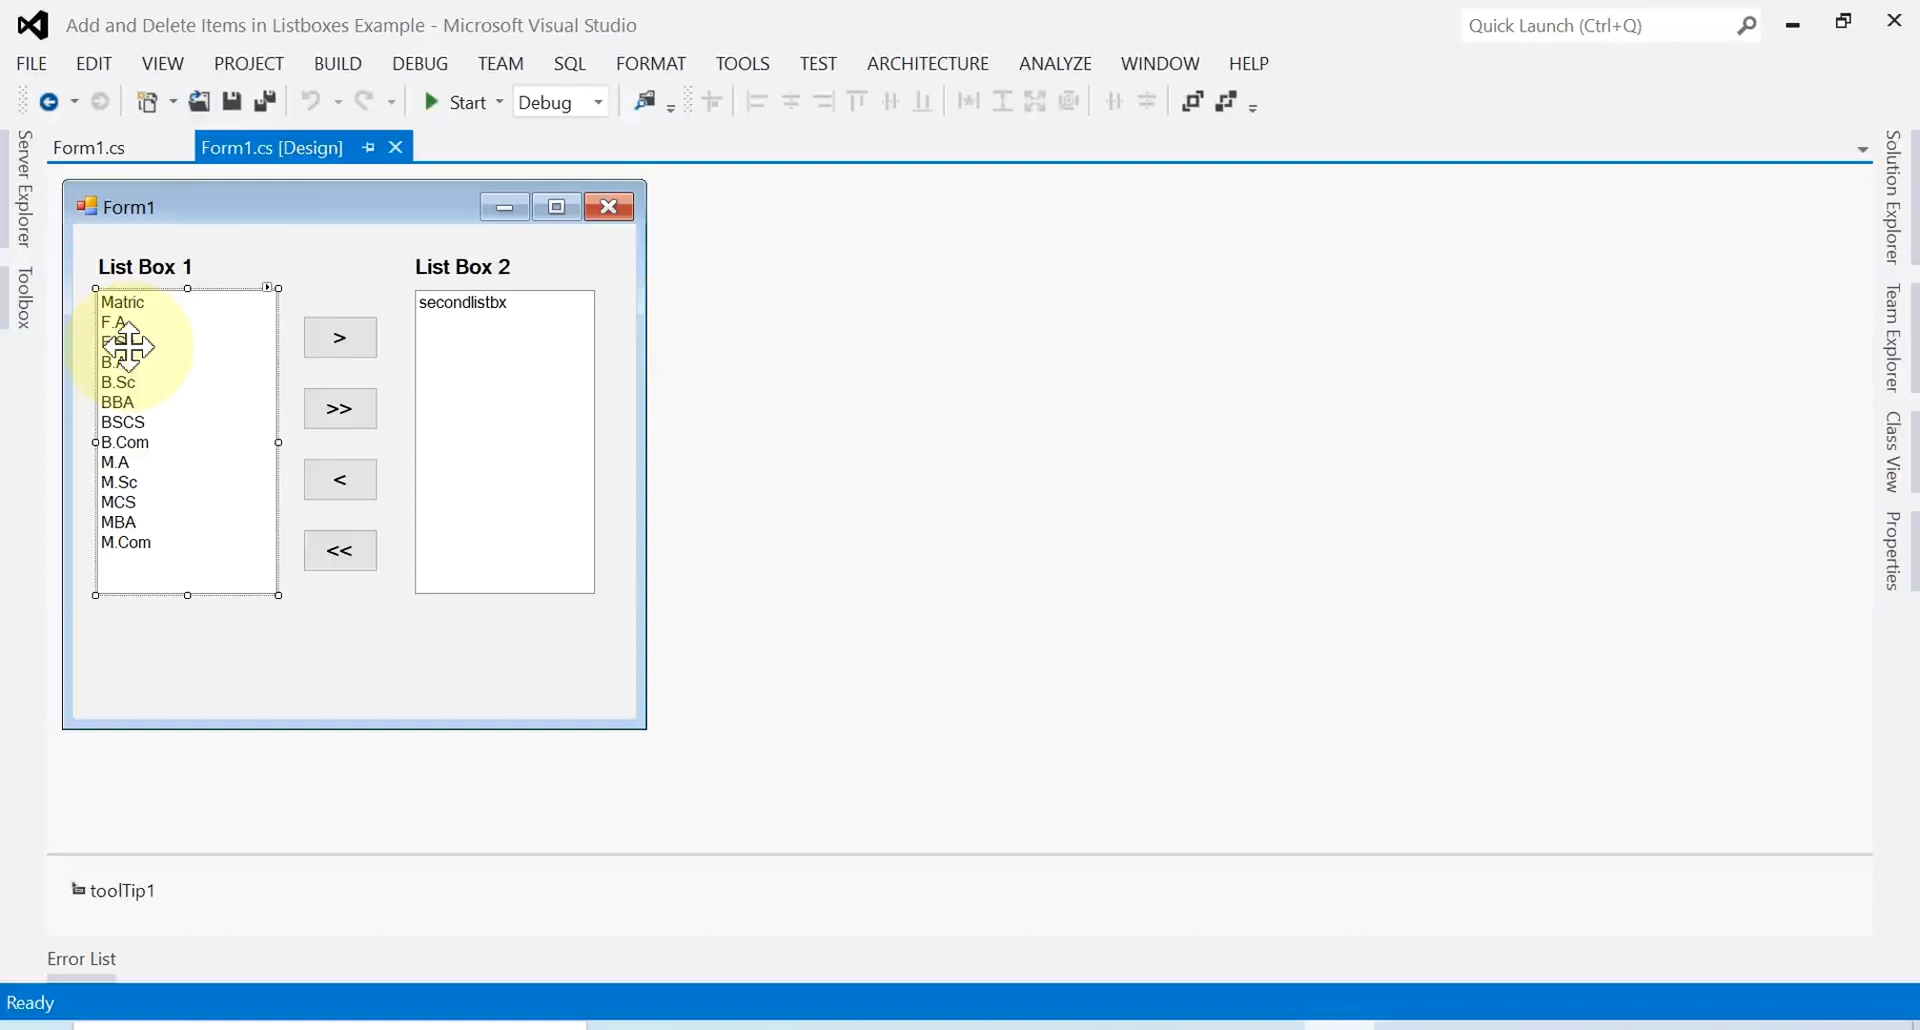 Add and Delete Items in Listboxes Example - Microsoft Visual Studio
Quick Launch (Ctrl+Q)
FILE EDIT VIEW PROJECT BUILD DEBUG TEAM SQL FORMAT TOOLS TEST ARCHITECTURE ANALYZE WINDOW HELP
Start Debug
Form1.cs Form1.cs [Design]
Server Explorer
Toolbox
Form1
List Box 1 List Box 2
Matric
F.A
B.A
B.Sc
BBA
BSCS
B.Com
M.A
M.Sc
MCS
MBA
M.Com
>
>>
<
<<
secondlistbx
Solution Explorer
Team Explorer
Class View
Properties
toolTip1
Error List
Ready